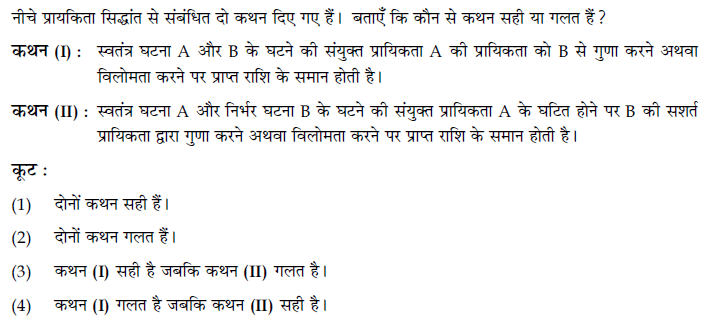 नीचे प्रायकिता सिद्धांत से संबंधित दो कथन दिए गए हैं। बताएँ कि कौन से कथन सही या गलत हैं ?
कथन (I) : स्वतंत्र घटना A और B के घटने की संयुक्त प्रायिकता A की प्रायिकता को B से गुणा करने अथवा
विलोमता करने पर प्राप्त राशि के समान होती है।
कथन (II) : स्वतंत्र घटना A और निर्भर घटना B के घटने की संयुक्त प्रायिकता A के घटित होने पर B की सशर्त
प्रायिकता द्वारा गुणा करने अथवा विलोमता करने पर प्राप्त राशि के समान होती है।
कूट :
(1) दोनों कथन सही हैं।
(2) दोनों कथन गलत हैं।
(3) कथन (I) सही है जबकि कथन (II) गलत है।
(4) कथन (I) गलत है जबकि कथन (II) सही है।